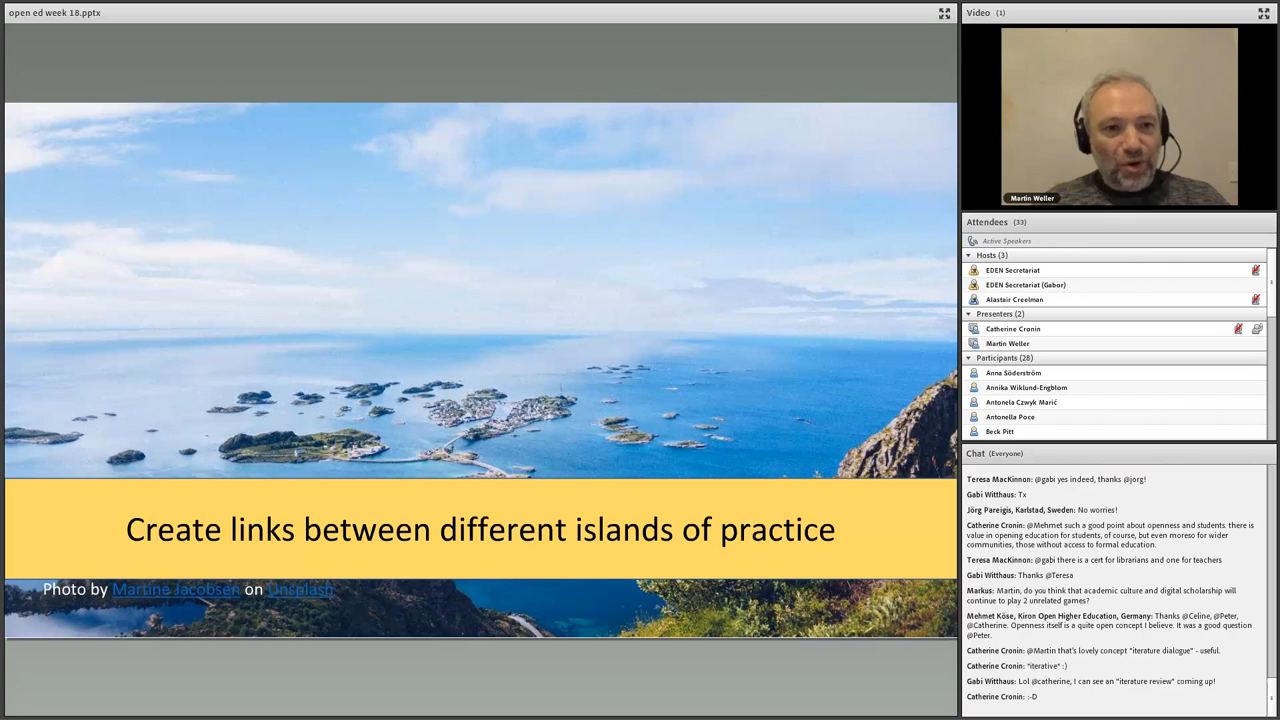 open ed week 18.pptx
Create links between different islands of practice
Photo by Martine Jacobsen on Unsplash
Video (1)
Martin Weller
Attendees (33)
Active Speakers
Hosts (3)
EDEN Secretariat
EDEN Secretariat (Gabor)
Alastair Creelman
Presenters (2)
Catherine Cronin
Martin Weller
Participants (28)
Anna Söderström
Annika Wiklund-Engblom
Antonela Czwyk Marić
Antonella Poce
Beck Pitt
Chat (Everyone)
Teresa MacKinnon: @gabi yes indeed, thanks @jorg!
Gabi Witthaus: Tx
Jörg Pareigis, Karlstad, Sweden: No worries!
Catherine Cronin: @Mehmet such a good point about openness and students. there is
value in opening education for students, of course, but even moreso for wider
communities, those without access to formal education.
Teresa MacKinnon: @gabi there is a cert for librarians and one for teachers
Gabi Witthaus: Thanks @Teresa
Markus: Martin, do you think that academic culture and digital scholarship will
continue to play 2 unrelated games?
Mehmet Köse, Kiron Open Higher Education, Germany: Thanks @Celine, @Peter,
@Catherine. Openness itself is a quite open concept I believe. It was a good question
@Peter.
Catherine Cronin: @Martin that's lovely concept "iterature dialogue" - useful.
Catherine Cronin: "iterative" :)
Gabi Witthaus: Lol @catherine, I can see an "iterature review" coming up!
Catherine Cronin: :-D